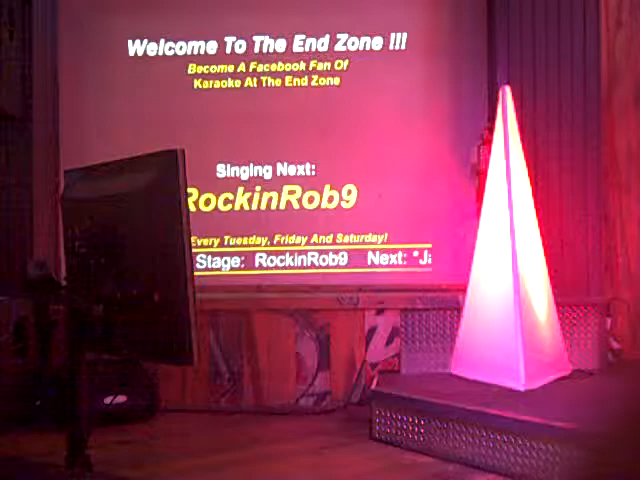 Welcome To The End Zone !!!
Become A Facebook Fan Of
Karaoke At The End Zone
Singing Next:
RockinRob9
Every Tuesday, Friday And Saturday!
Stage: RockinRob9 Next: *Ja